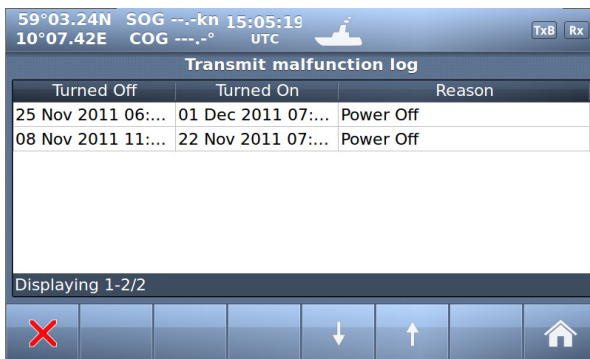 59°03.24N SOG --.-kn 15:05:19
10°07.42E COG ---.-° UTC
TxB Rx
Transmit malfunction log
Turned Off Turned On Reason
25 Nov 2011 06:... 01 Dec 2011 07:... Power Off
08 Nov 2011 11:... 22 Nov 2011 07:... Power Off
Displaying 1-2/2